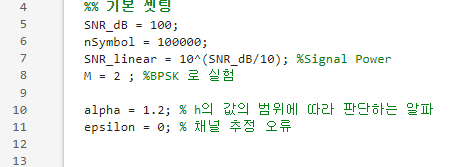 4 %% 기본 셋팅
5 SNR_dB = 100;
6 nSymbol = 100000;
7 SNR_linear = 10^(SNR_dB/10); %Signal Power
8 M = 2 ; %BPSK 로 실험
9
10 alpha = 1.2; % h의 값의 범위에 따라 판단하는 알파
11 epsilon = 0; % 채널 추정 오류
12
13